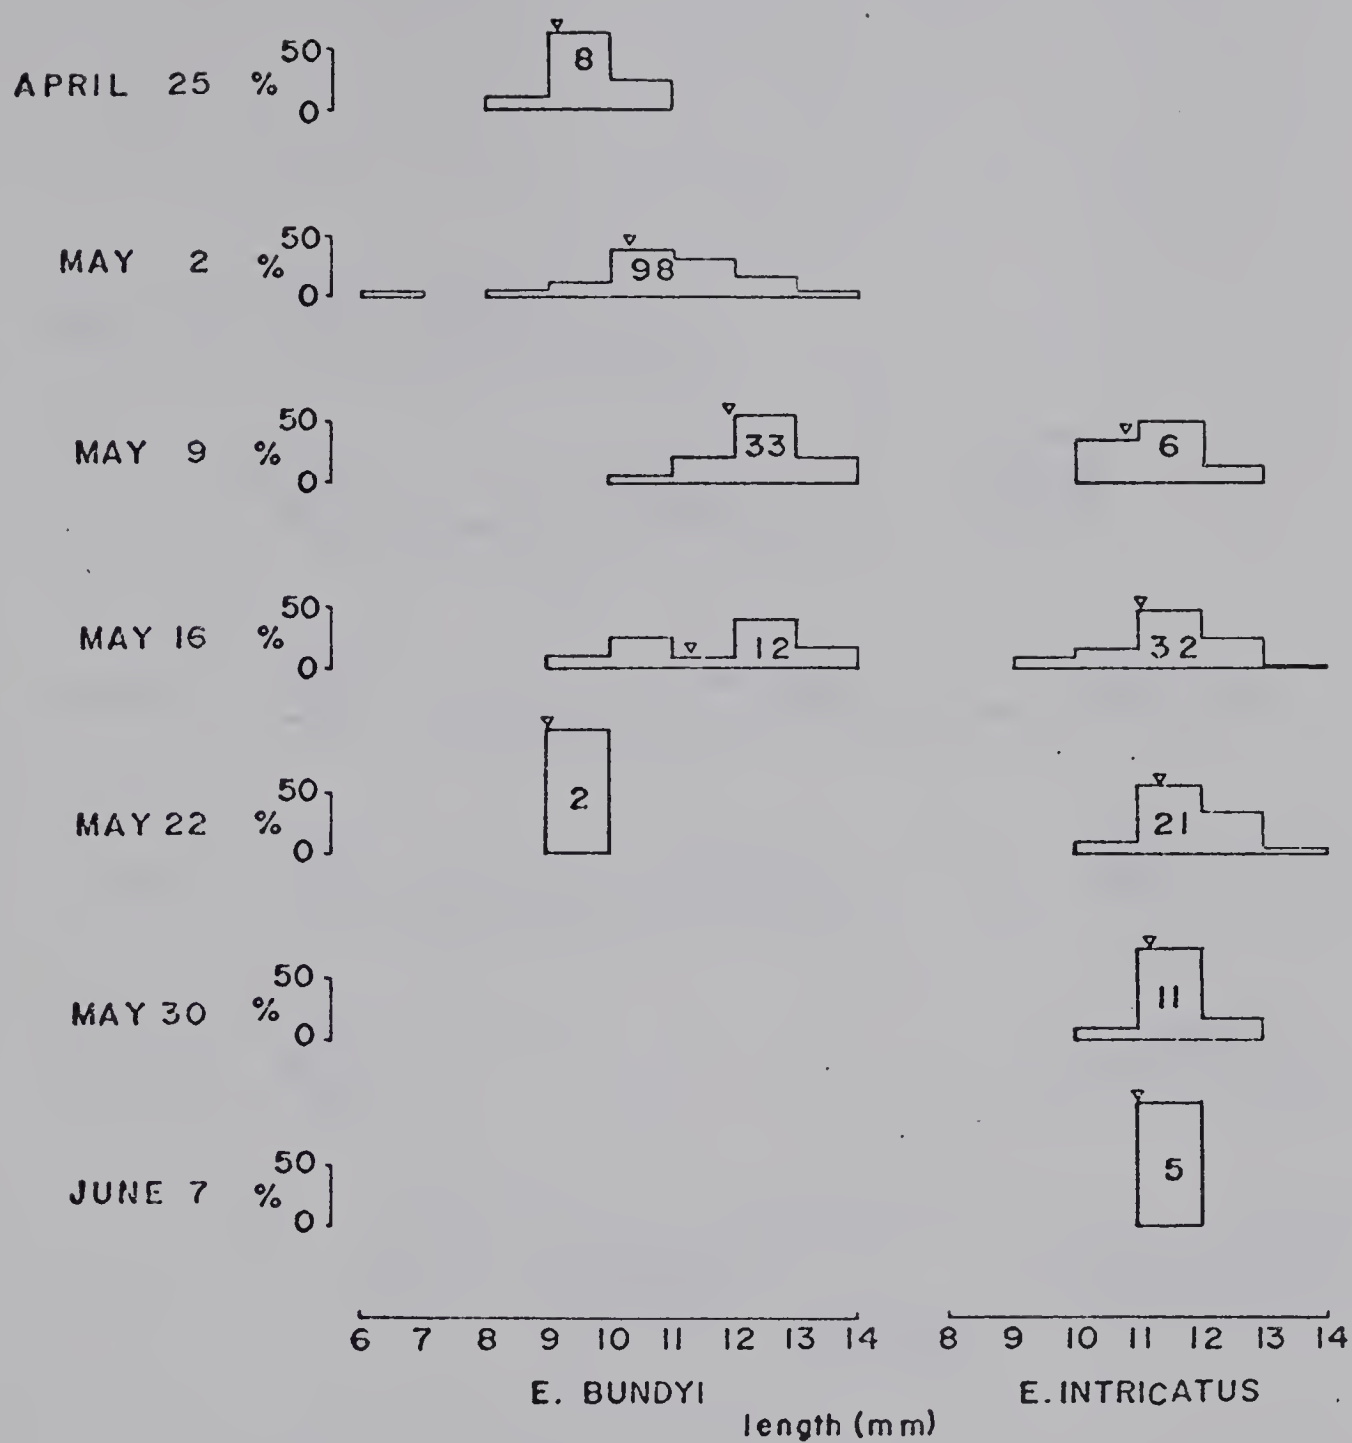 50
8
APRIL 25 %
0
50
MAY 2 % 98
0
50
MAY 9 % 33 6
0
50
MAY 16 % 12 32
0
2
50
MAY 22 % 21
0
50
MAY 30 % 11
0
50
JUNE 7 % 5
0
6 7 8 9 10 11 12 13 14 8 9 10 11 12 13 14
E. BUNDYI E. INTRICATUS
length (mm)